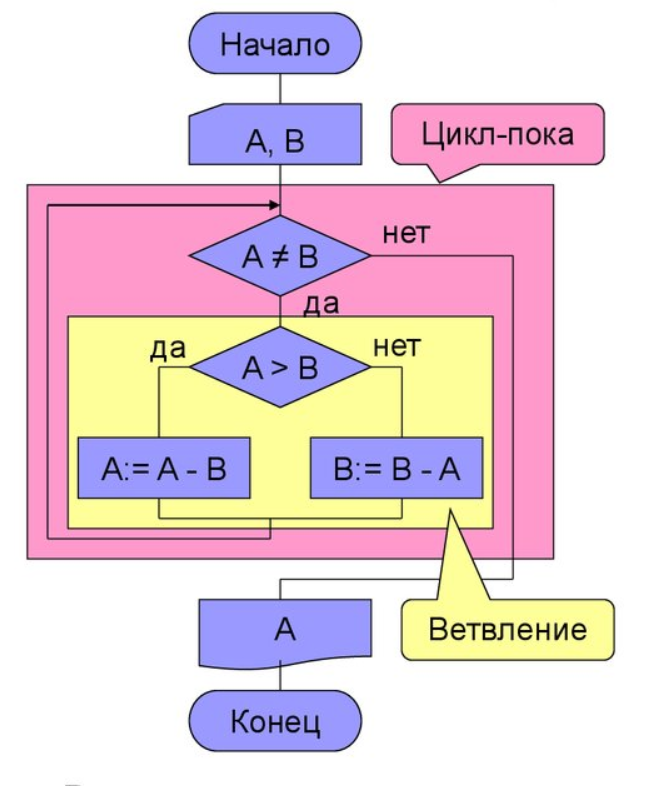 Начало
A, B
Цикл-пока
A ≠ B
нет
да
да
A > B
нет
A:= A - B
B:= B - A
A
Ветвление
Конец